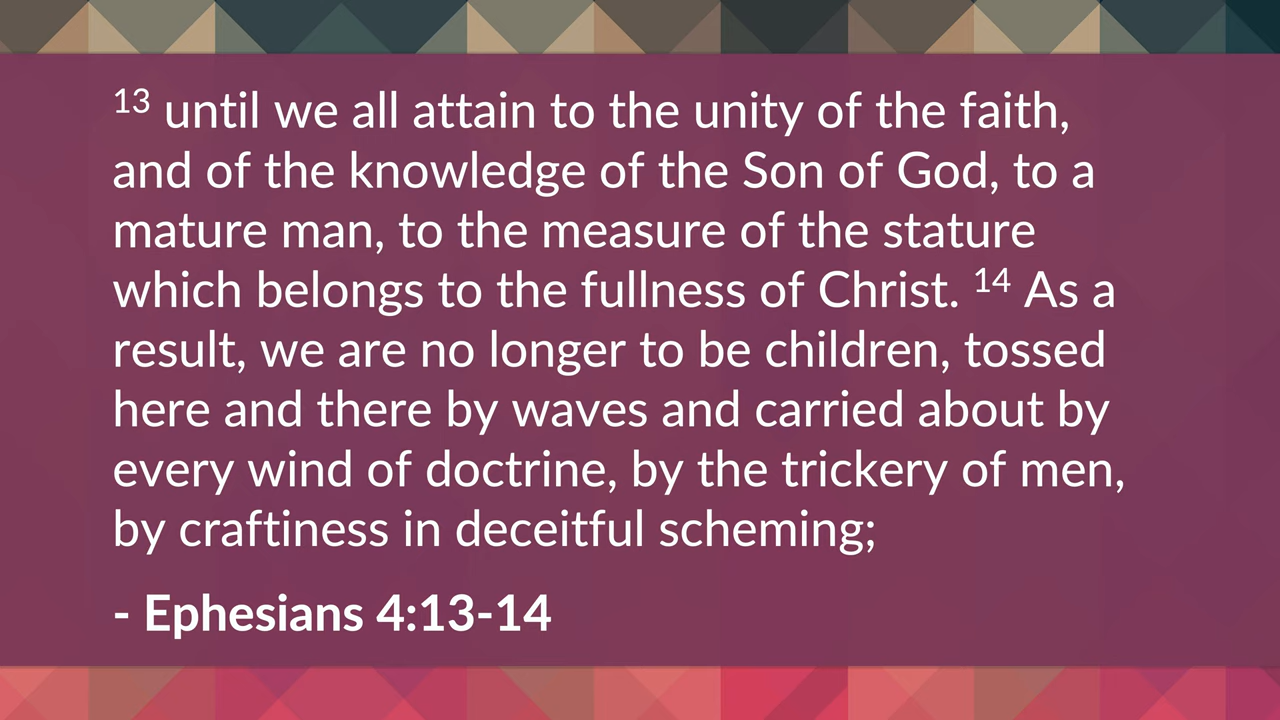 13 until we all attain to the unity of the faith,
and of the knowledge of the Son of God, to a
mature man, to the measure of the stature
which belongs to the fullness of Christ. 14 As a
result, we are no longer to be children, tossed
here and there by waves and carried about by
every wind of doctrine, by the trickery of men,
by craftiness in deceitful scheming;
- Ephesians 4:13-14